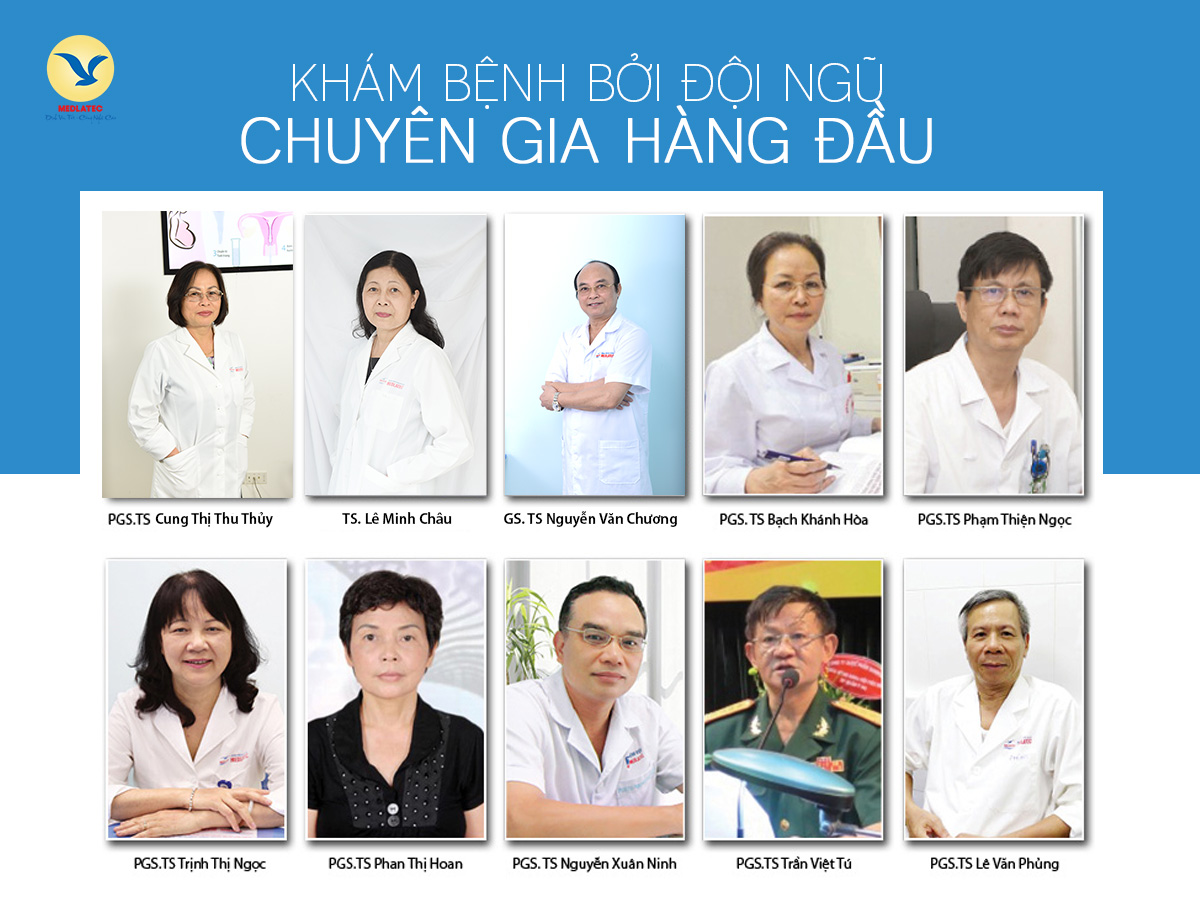 KHÁM BỆNH BỞI ĐỘI NGŨ
CHUYÊN GIA HÀNG ĐẦU
MEDLATEC
PGS.TS Cung Thị Thu Thủy
TS. Lê Minh Châu
GS. TS Nguyễn Văn Chương
PGS. TS Bạch Khánh Hòa
PGS.TS Phạm Thiện Ngọc
PGS.TS Trịnh Thị Ngọc
PGS.TS Phan Thị Hoan
PGS. TS Nguyễn Xuân Ninh
PGS.TS Trần Việt Tú
PGS.TS Lê Văn Phủng